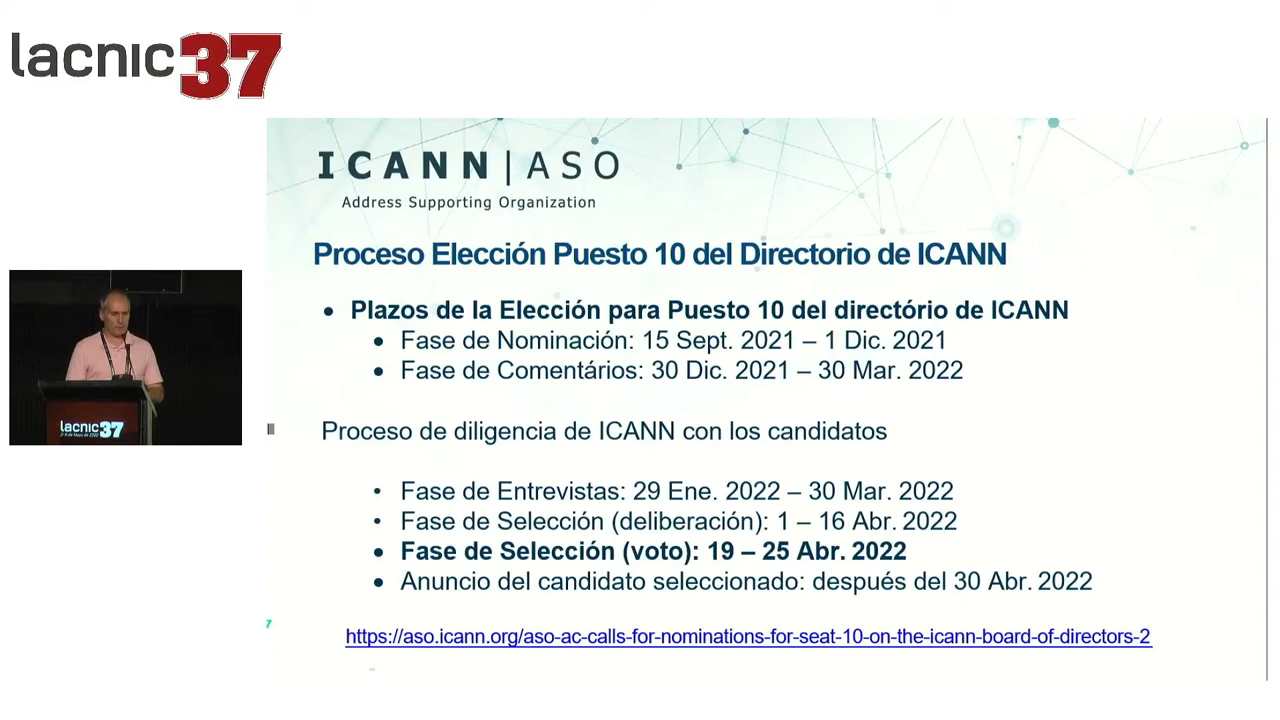 lacnic37
ICANN|ASO
Address Supporting Organization
Proceso Elección Puesto 10 del Directorio de ICANN
• Plazos de la Elección para Puesto 10 del directório de ICANN
• Fase de Nominación: 15 Sept. 2021 – 1 Dic. 2021
• Fase de Comentários: 30 Dic. 2021 – 30 Mar. 2022
Proceso de diligencia de ICANN con los candidatos
• Fase de Entrevistas: 29 Ene. 2022 – 30 Mar. 2022
• Fase de Selección (deliberación): 1 – 16 Abr. 2022
• Fase de Selección (voto): 19 – 25 Abr. 2022
• Anuncio del candidato seleccionado: después del 30 Abr. 2022
https://aso.icann.org/aso-ac-calls-for-nominations-for-seat-10-on-the-icann-board-of-directors-2
lacnic37
7